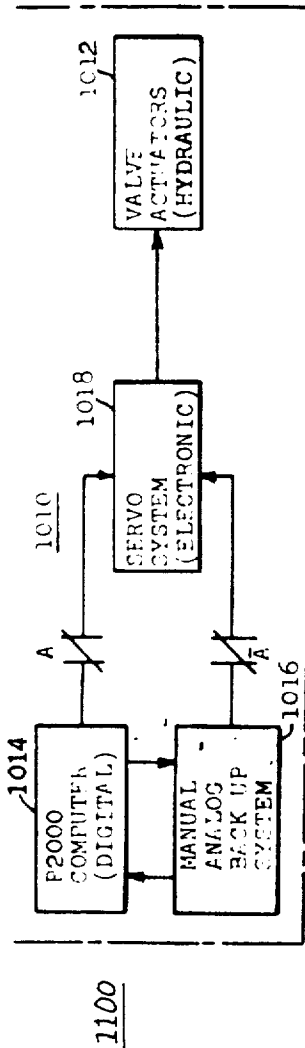 1100
1010
1014
P2000
COMPUTER
(DIGITAL)
A
1016
MANUAL
ANALOG
BACK UP
SYSTEM
Ā
1018
SERVO
SYSTEM
(ELECTRONIC)
1012
VALVE
ACTUATORS
(HYDRAULIC)